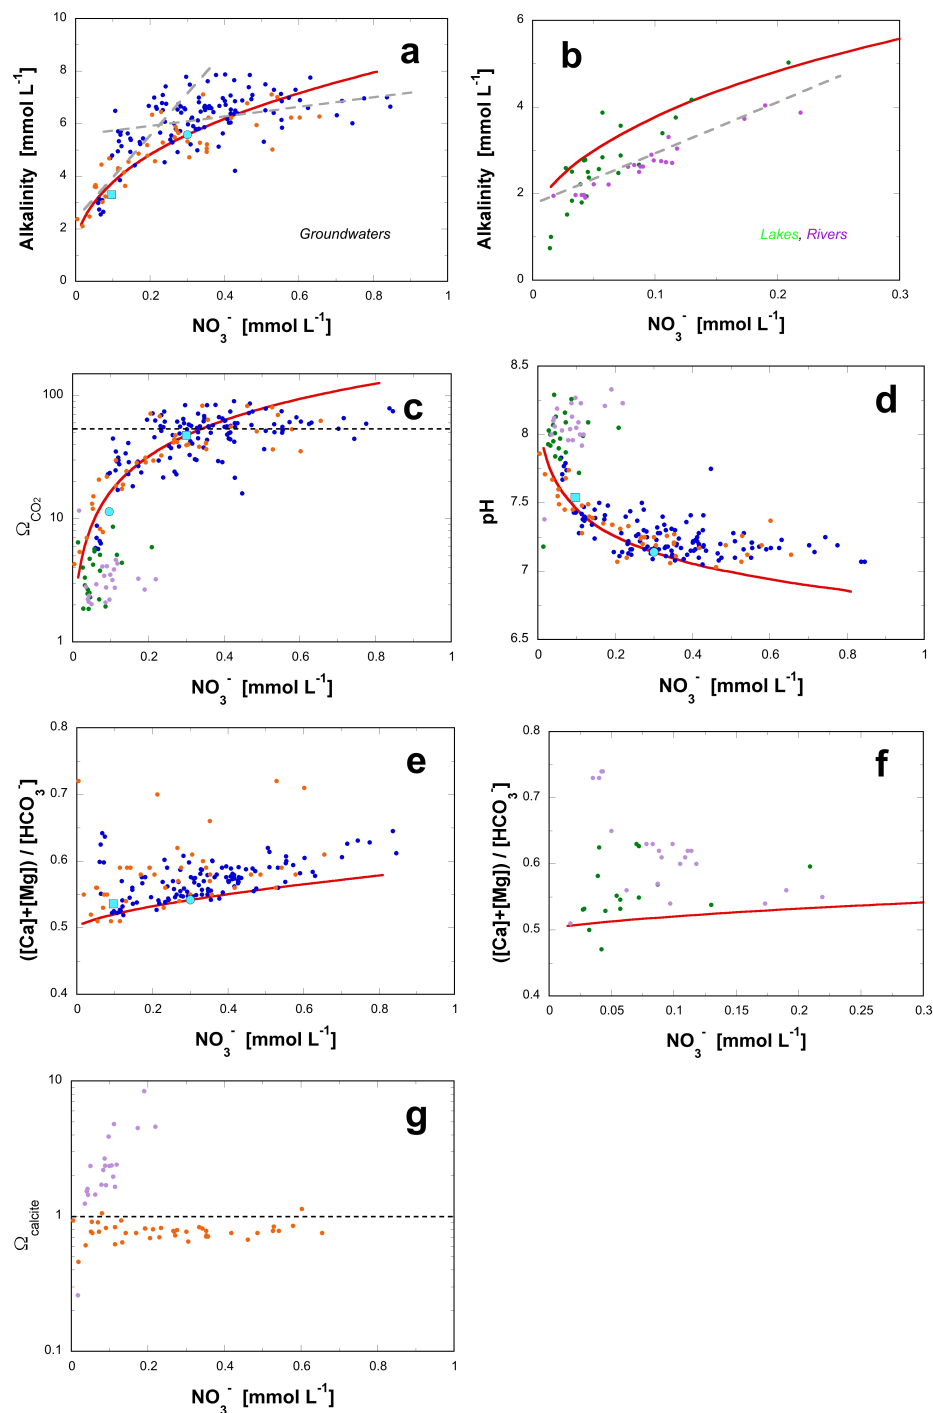 10
8
6
4
2
0
Alkalinity [mmol L⁻¹]
a
Groundwaters
0 0.2 0.4 0.6 0.8 1
NO₃⁻ [mmol L⁻¹]
6
4
2
0
Alkalinity [mmol L⁻¹]
b
Lakes, Rivers
0 0.1 0.2 0.3
NO₃⁻ [mmol L⁻¹]
100
10
1
Ω CO₂
c
0 0.2 0.4 0.6 0.8 1
NO₃⁻ [mmol L⁻¹]
8.5
8
7.5
7
6.5
pH
d
0 0.2 0.4 0.6 0.8 1
NO₃⁻ [mmol L⁻¹]
0.8
0.7
0.6
0.5
0.4
([Ca]+[Mg]) / [HCO₃⁻]
e
0 0.2 0.4 0.6 0.8 1
NO₃⁻ [mmol L⁻¹]
0.8
0.7
0.6
0.5
0.4
([Ca]+[Mg]) / [HCO₃⁻]
f
0 0.05 0.1 0.15 0.2 0.25 0.3
NO₃⁻ [mmol L⁻¹]
10
1
0.1
Ω calcite
g
0 0.2 0.4 0.6 0.8 1
NO₃⁻ [mmol L⁻¹]